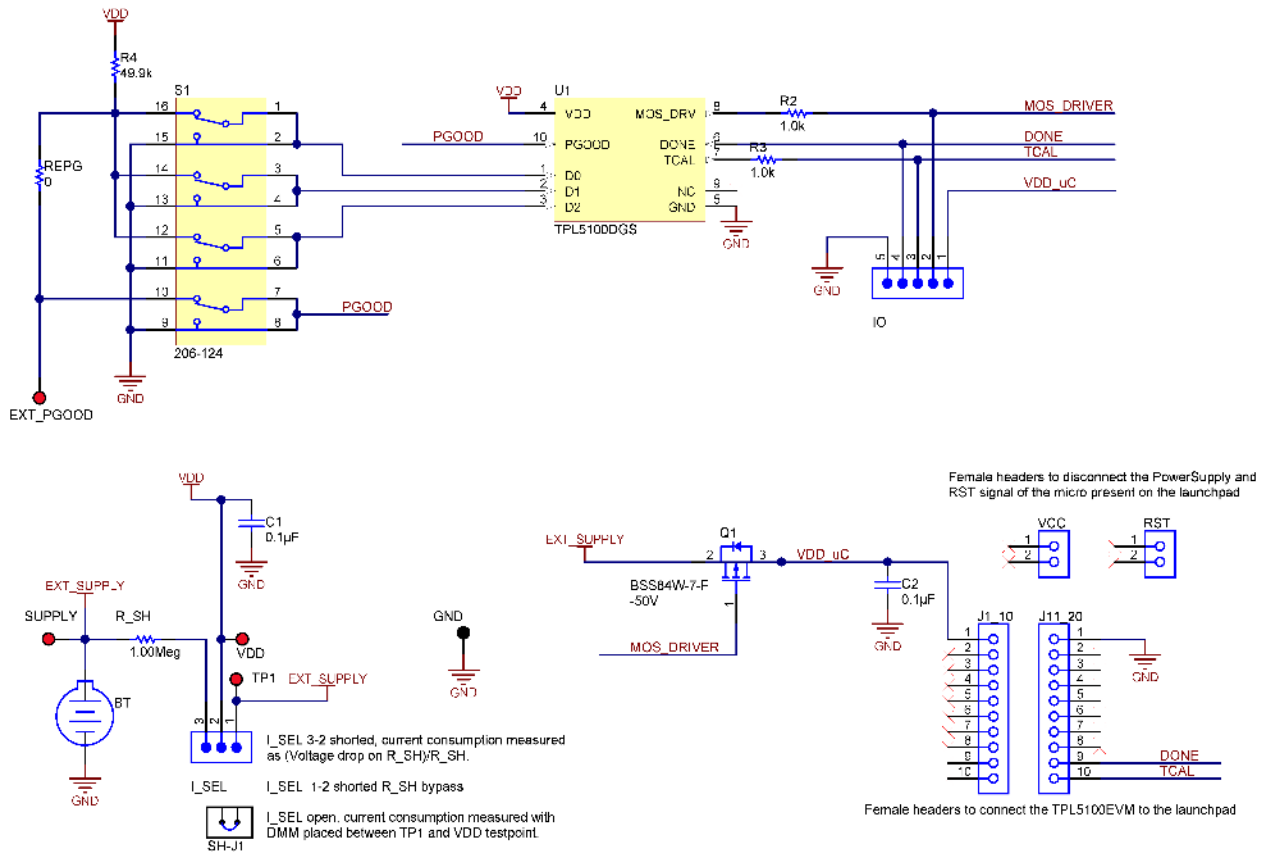 VDD
R4
49.9k
S1
16
1
15
2
14
3
13
4
12
5
11
6
10
7
9
8
206-124
REPG
0
EXT_PGOOD
GND
PGOOD
PGOOD
VDD
U1
4
VDD
10
PGOOD
1
D0
2
D1
3
D2
MOS_DRV
8
DONE
6
TCAL
7
NC
9
GND
5
TPL5100DGS
GND
R2
1.0k
R3
1.0k
MOS_DRIVER
DONE
TCAL
VDD_uC
GND
5
4
3
2
1
IO
VDD
C1
0.1µF
GND
EXT_SUPPLY
SUPPLY
R_SH
1.00Meg
BT
GND
VDD
TP1
EXT_SUPPLY
3
2
1
I_SEL
SH-J1
I_SEL 3-2 shorted, current consumption measured
as (Voltage drop on R_SH)/R_SH.
I_SEL 1-2 shorted R_SH bypass
I_SEL open. current consumption measured with
DMM placed between TP1 and VDD testpoint.
GND
GND
EXT_SUPPLY
Q1
2
3
1
BSS84W-7-F
-50V
MOS_DRIVER
VDD_uC
C2
0.1µF
GND
Female headers to disconnect the PowerSupply and
RST signal of the micro present on the launchpad
VCC
1
2
RST
1
2
J1_10
1
2
3
4
5
6
7
8
9
10
J11_20
1
2
3
4
5
6
7
8
9
10
GND
DONE
TCAL
Female headers to connect the TPL5100EVM to the launchpad